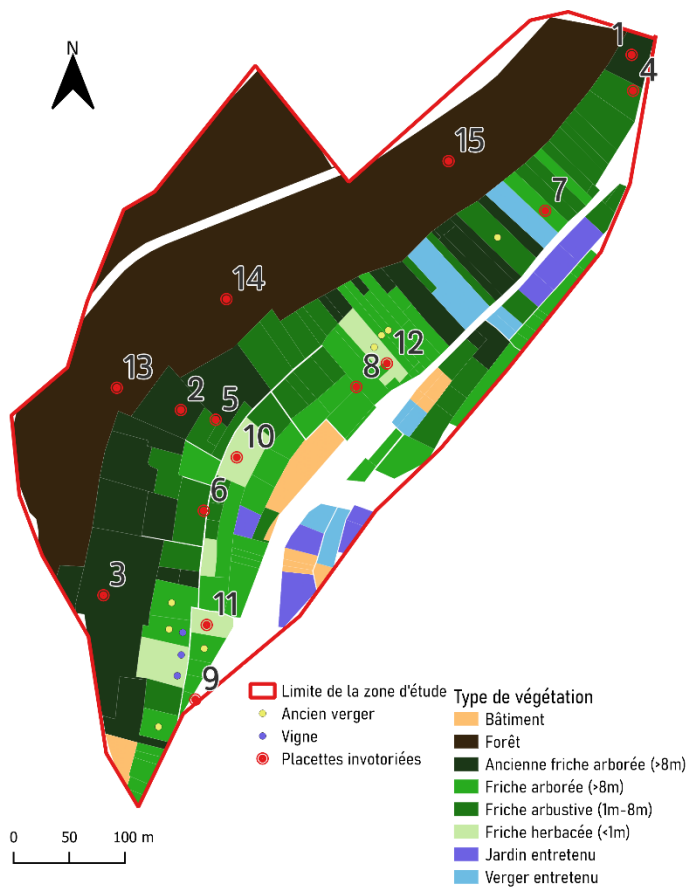 N
1
4
15
7
14
12
8
13
2
5
10
6
3
11
9
Limite de la zone d'étude
Ancien verger
Vigne
Placettes invotoriées
Type de végétation
Bâtiment
Forêt
Ancienne friche arborée (>8m)
Friche arborée (>8m)
Friche arbustive (1m-8m)
Friche herbacée (<1m)
Jardin entretenu
Verger entretenu
0 50 100 m